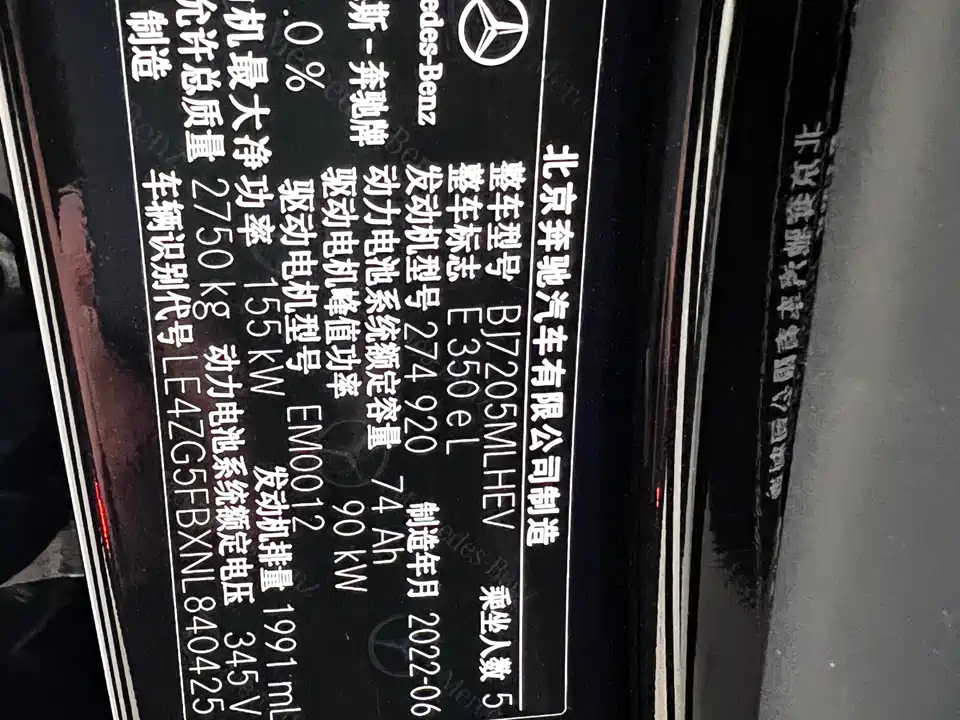 北京奔驰汽车有限公司制造
整车型号 BJ7205MLHEV 乘坐人数 5
edes-Benz 整车标志 E 350 e L
斯-奔驰牌 发动机型号 274 920 制造年月 2022-06
动力电池系统额定容量 74 Ah
.0 % 驱动电机峰值功率 90 kW
驱动电机型号 EM0012
机最大净功率 155 kW 发动机排量 1991 mL
允许总质量 2750 kg 动力电池系统额定电压 345 V
制造 车辆识别代号 LE4ZG5FBXNL840425